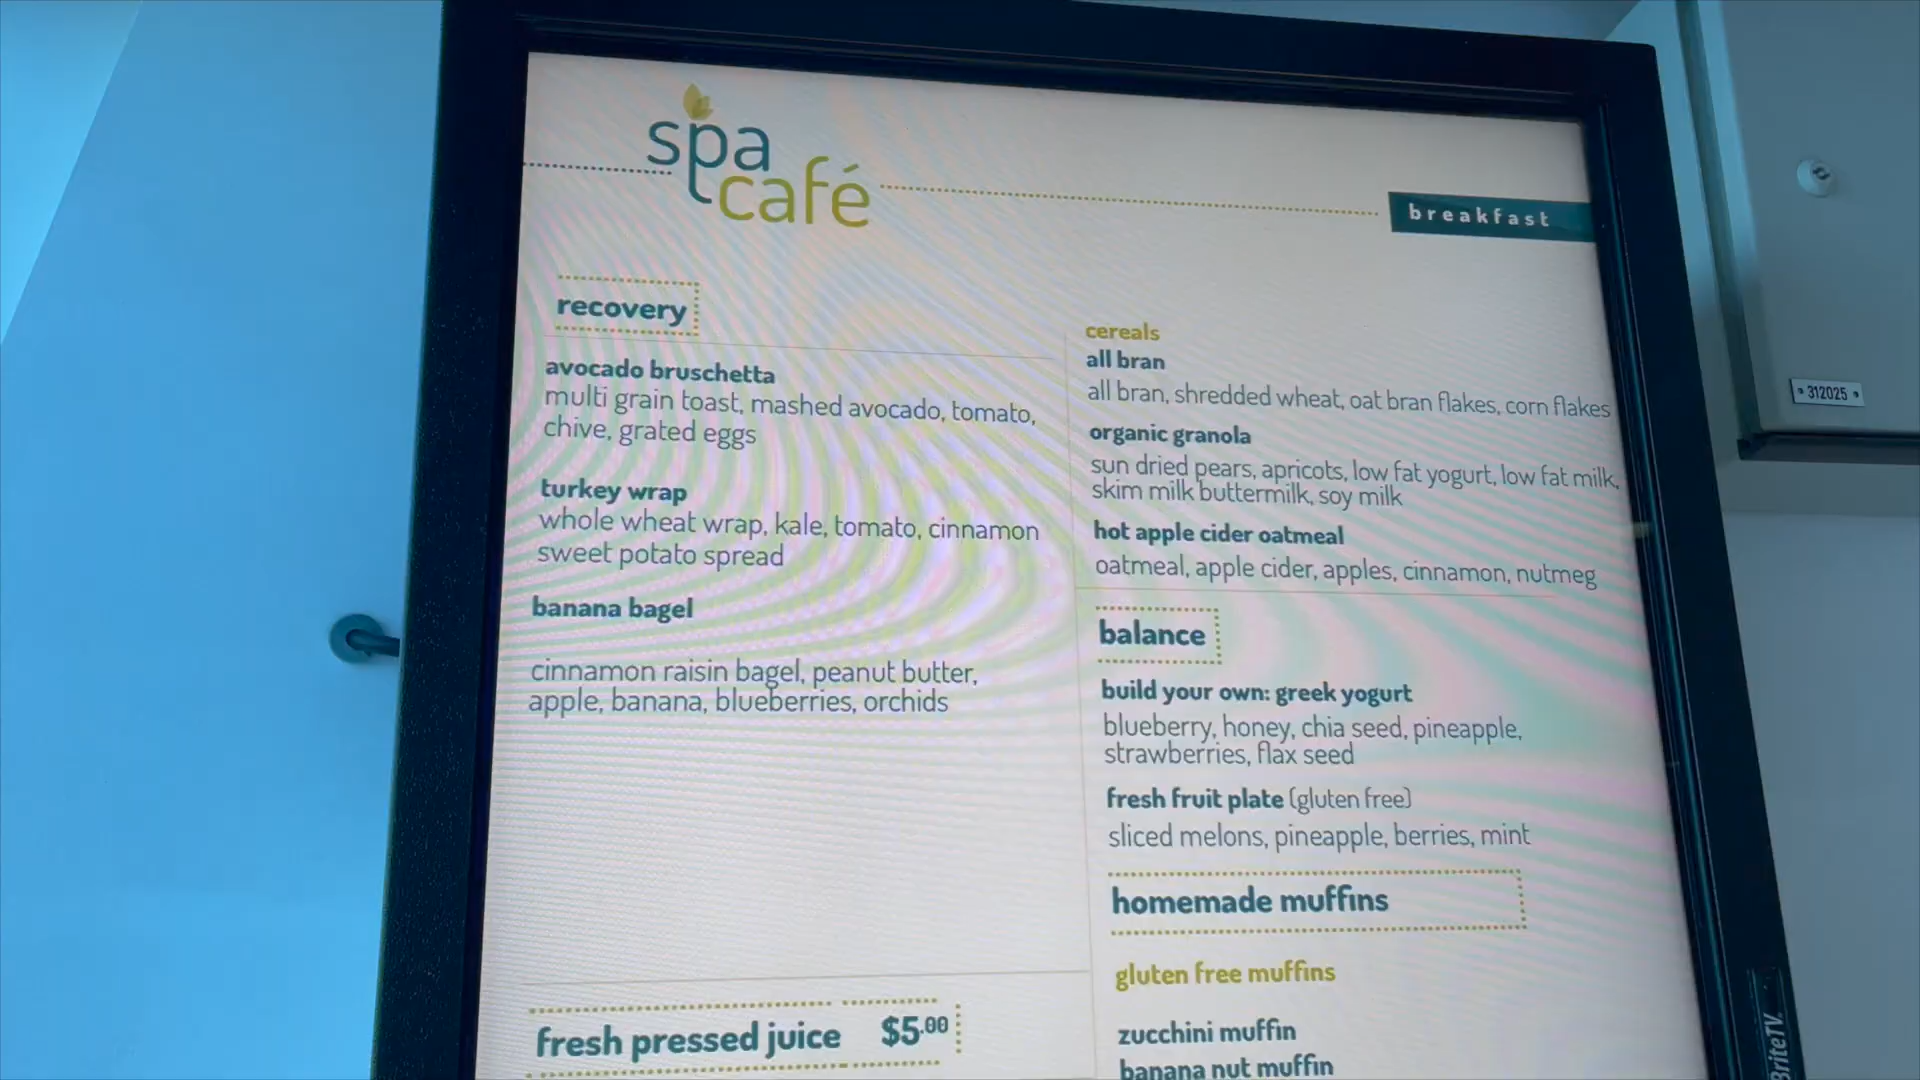 spa
café
breakfast
recovery
avocado bruschetta
multi grain toast, mashed avocado, tomato,
chive, grated eggs
turkey wrap
whole wheat wrap, kale, tomato, cinnamon
sweet potato spread
banana bagel
cinnamon raisin bagel, peanut butter,
apple, banana, blueberries, orchids
fresh pressed juice $5.00
cereals
all bran
all bran, shredded wheat, oat bran flakes, corn flakes
organic granola
sun dried pears, apricots, low fat yogurt, low fat milk,
skim milk buttermilk, soy milk
hot apple cider oatmeal
oatmeal, apple cider, apples, cinnamon, nutmeg
balance
build your own: greek yogurt
blueberry, honey, chia seed, pineapple,
strawberries, flax seed
fresh fruit plate (gluten free)
sliced melons, pineapple, berries, mint
homemade muffins
gluten free muffins
zucchini muffin
banana nut muffin
312025
BriteTV